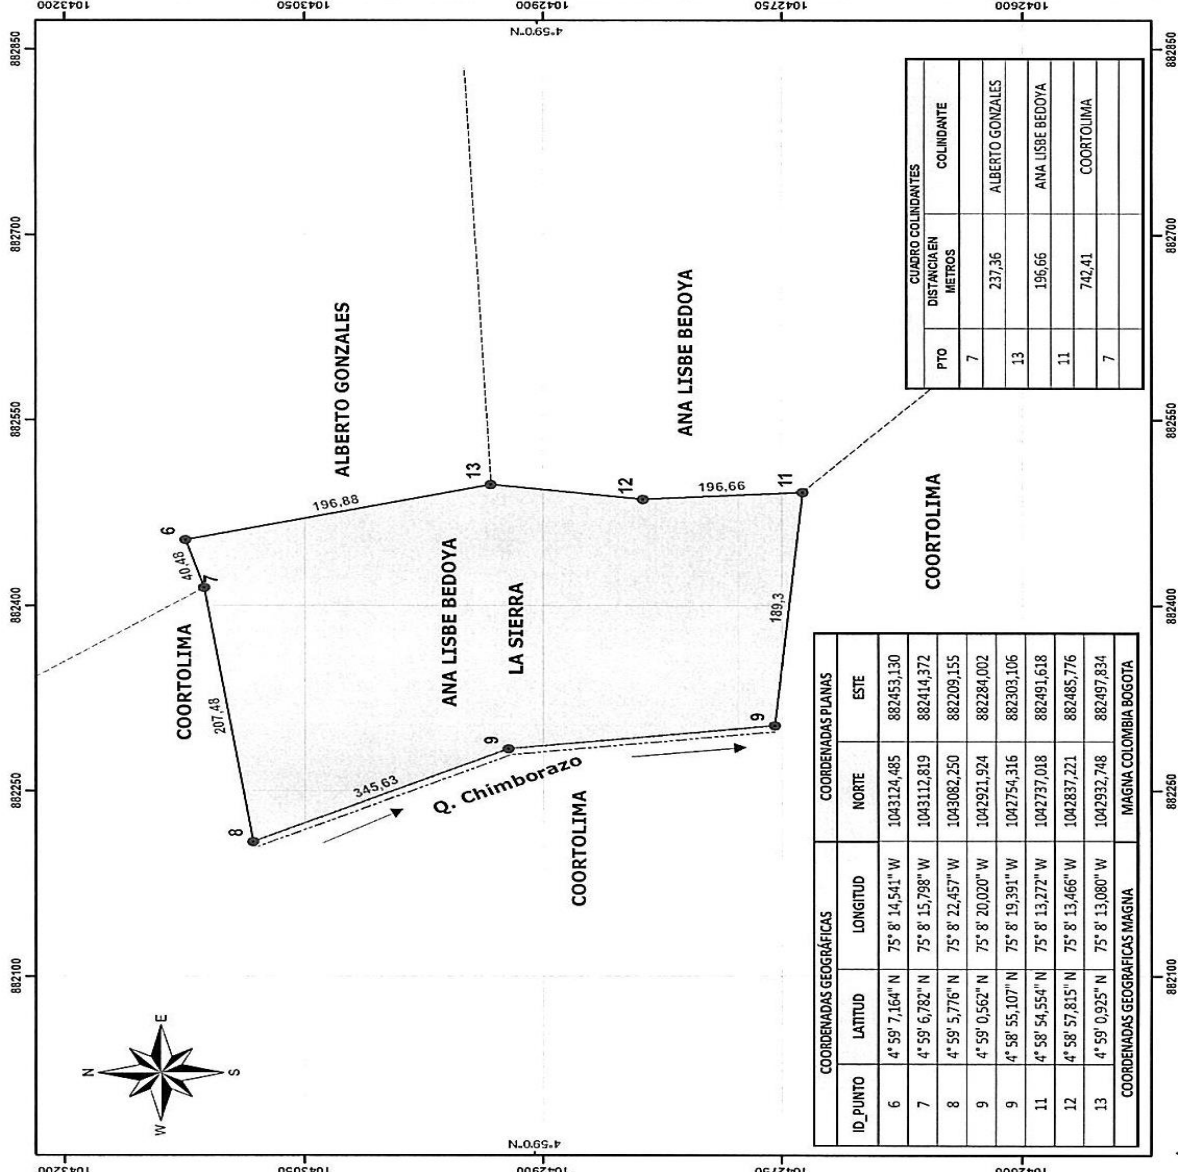 1043200
1043050
1042900
1042750
1042600
4°59'0"N
882850
882850
882700
882700
882550
882550
882400
882400
882250
882250
882100
882100
N
E
S
W
ALBERTO GONZALES
ANA LISBE BEDOYA
COORTOLIMA
6
40,48
7
196,88
13
12
196,66
11
189,3
9
9
345,63
8
207,48
COORTOLIMA
ANA LISBE BEDOYA
LA SIERRA
Q. Chimborazo
COORTOLIMA
4°59'0"N
CUADRO COLINDANTES
PTO DISTANCIA EN METROS COLINDANTE
7
237,36 ALBERTO GONZALES
13
196,66 ANA LISBE BEDOYA
11
742,41 COORTOLIMA
7
COORDENADAS GEOGRÁFICAS COORDENADAS PLANAS
ID_PUNTO LATITUD LONGITUD NORTE ESTE
6 4° 59' 7,164" N 75° 8' 14,541" W 1043124,485 882453,130
7 4° 59' 6,782" N 75° 8' 15,798" W 1043112,819 882414,372
8 4° 59' 5,776" N 75° 8' 22,457" W 1043082,250 882209,155
9 4° 59' 0,562" N 75° 8' 20,020" W 1042921,924 882284,002
9 4° 58' 55,107" N 75° 8' 19,391" W 1042754,316 882303,106
11 4° 58' 54,554" N 75° 8' 13,272" W 1042737,018 882491,618
12 4° 58' 57,815" N 75° 8' 13,466" W 1042837,221 882485,776
13 4° 59' 0,925" N 75° 8' 13,080" W 1042932,748 882497,834
COORDENADAS GEOGRAFICAS MAGNA MAGNA COLOMBIA BOGOTA